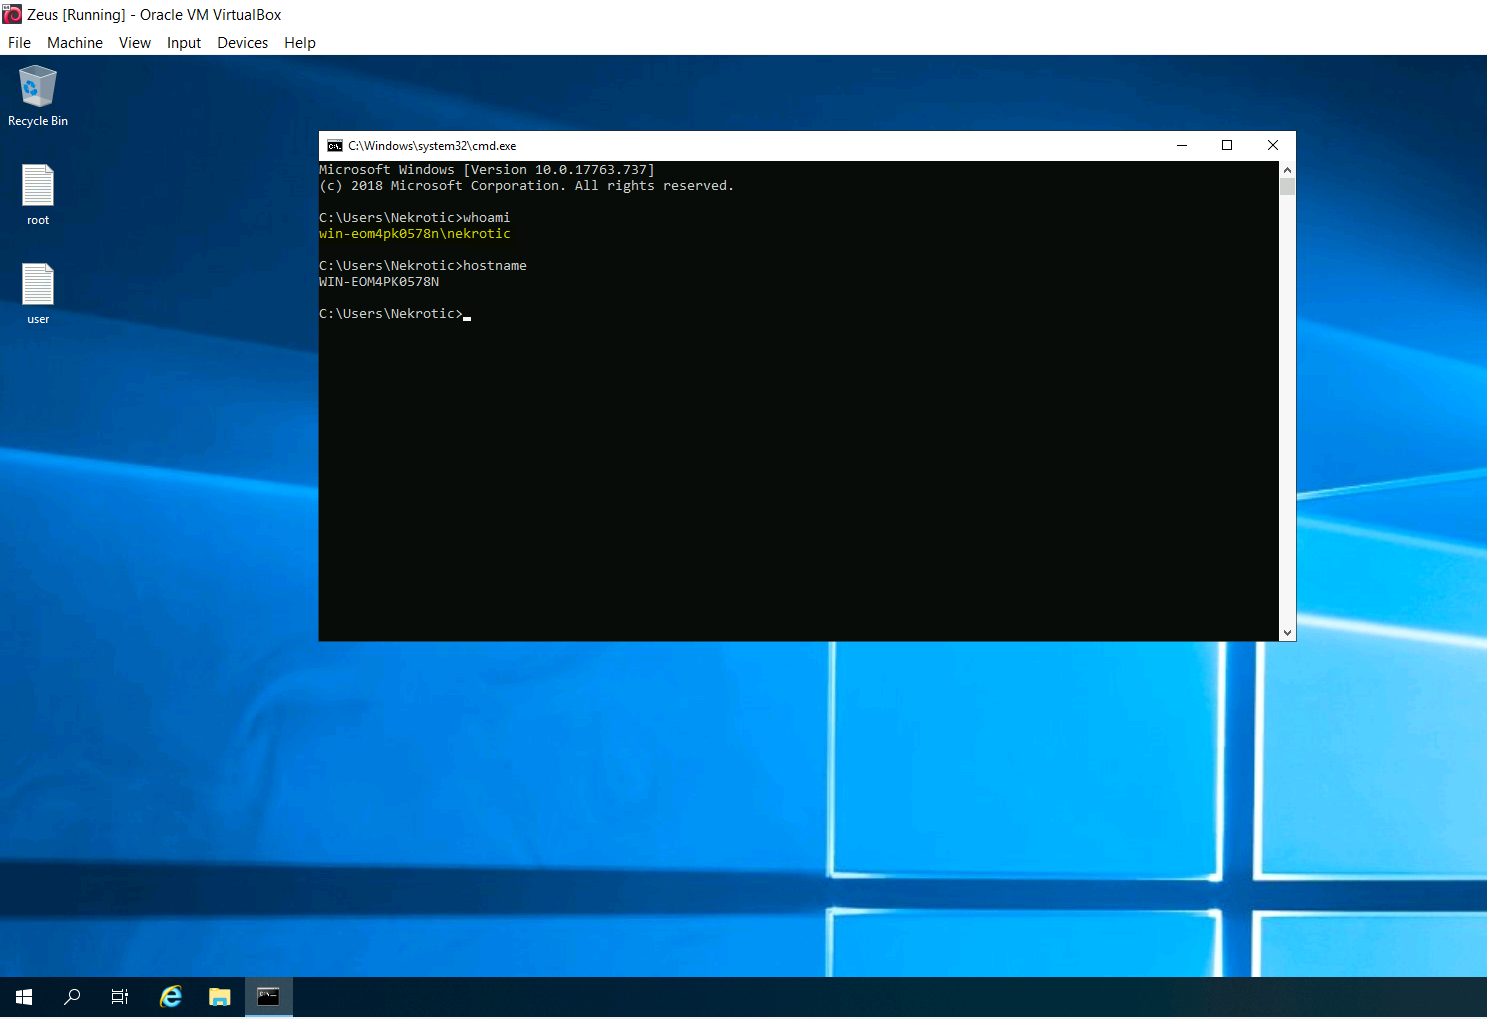 Zeus [Running] - Oracle VM VirtualBox
File Machine View Input Devices Help
Recycle Bin
root
user
C:\Windows\system32\cmd.exe
Microsoft Windows [Version 10.0.17763.737]
(c) 2018 Microsoft Corporation. All rights reserved.
C:\Users\Nekrotic>whoami
win-eom4pk0578n\nekrotic
C:\Users\Nekrotic>hostname
WIN-EOM4PK0578N
C:\Users\Nekrotic>